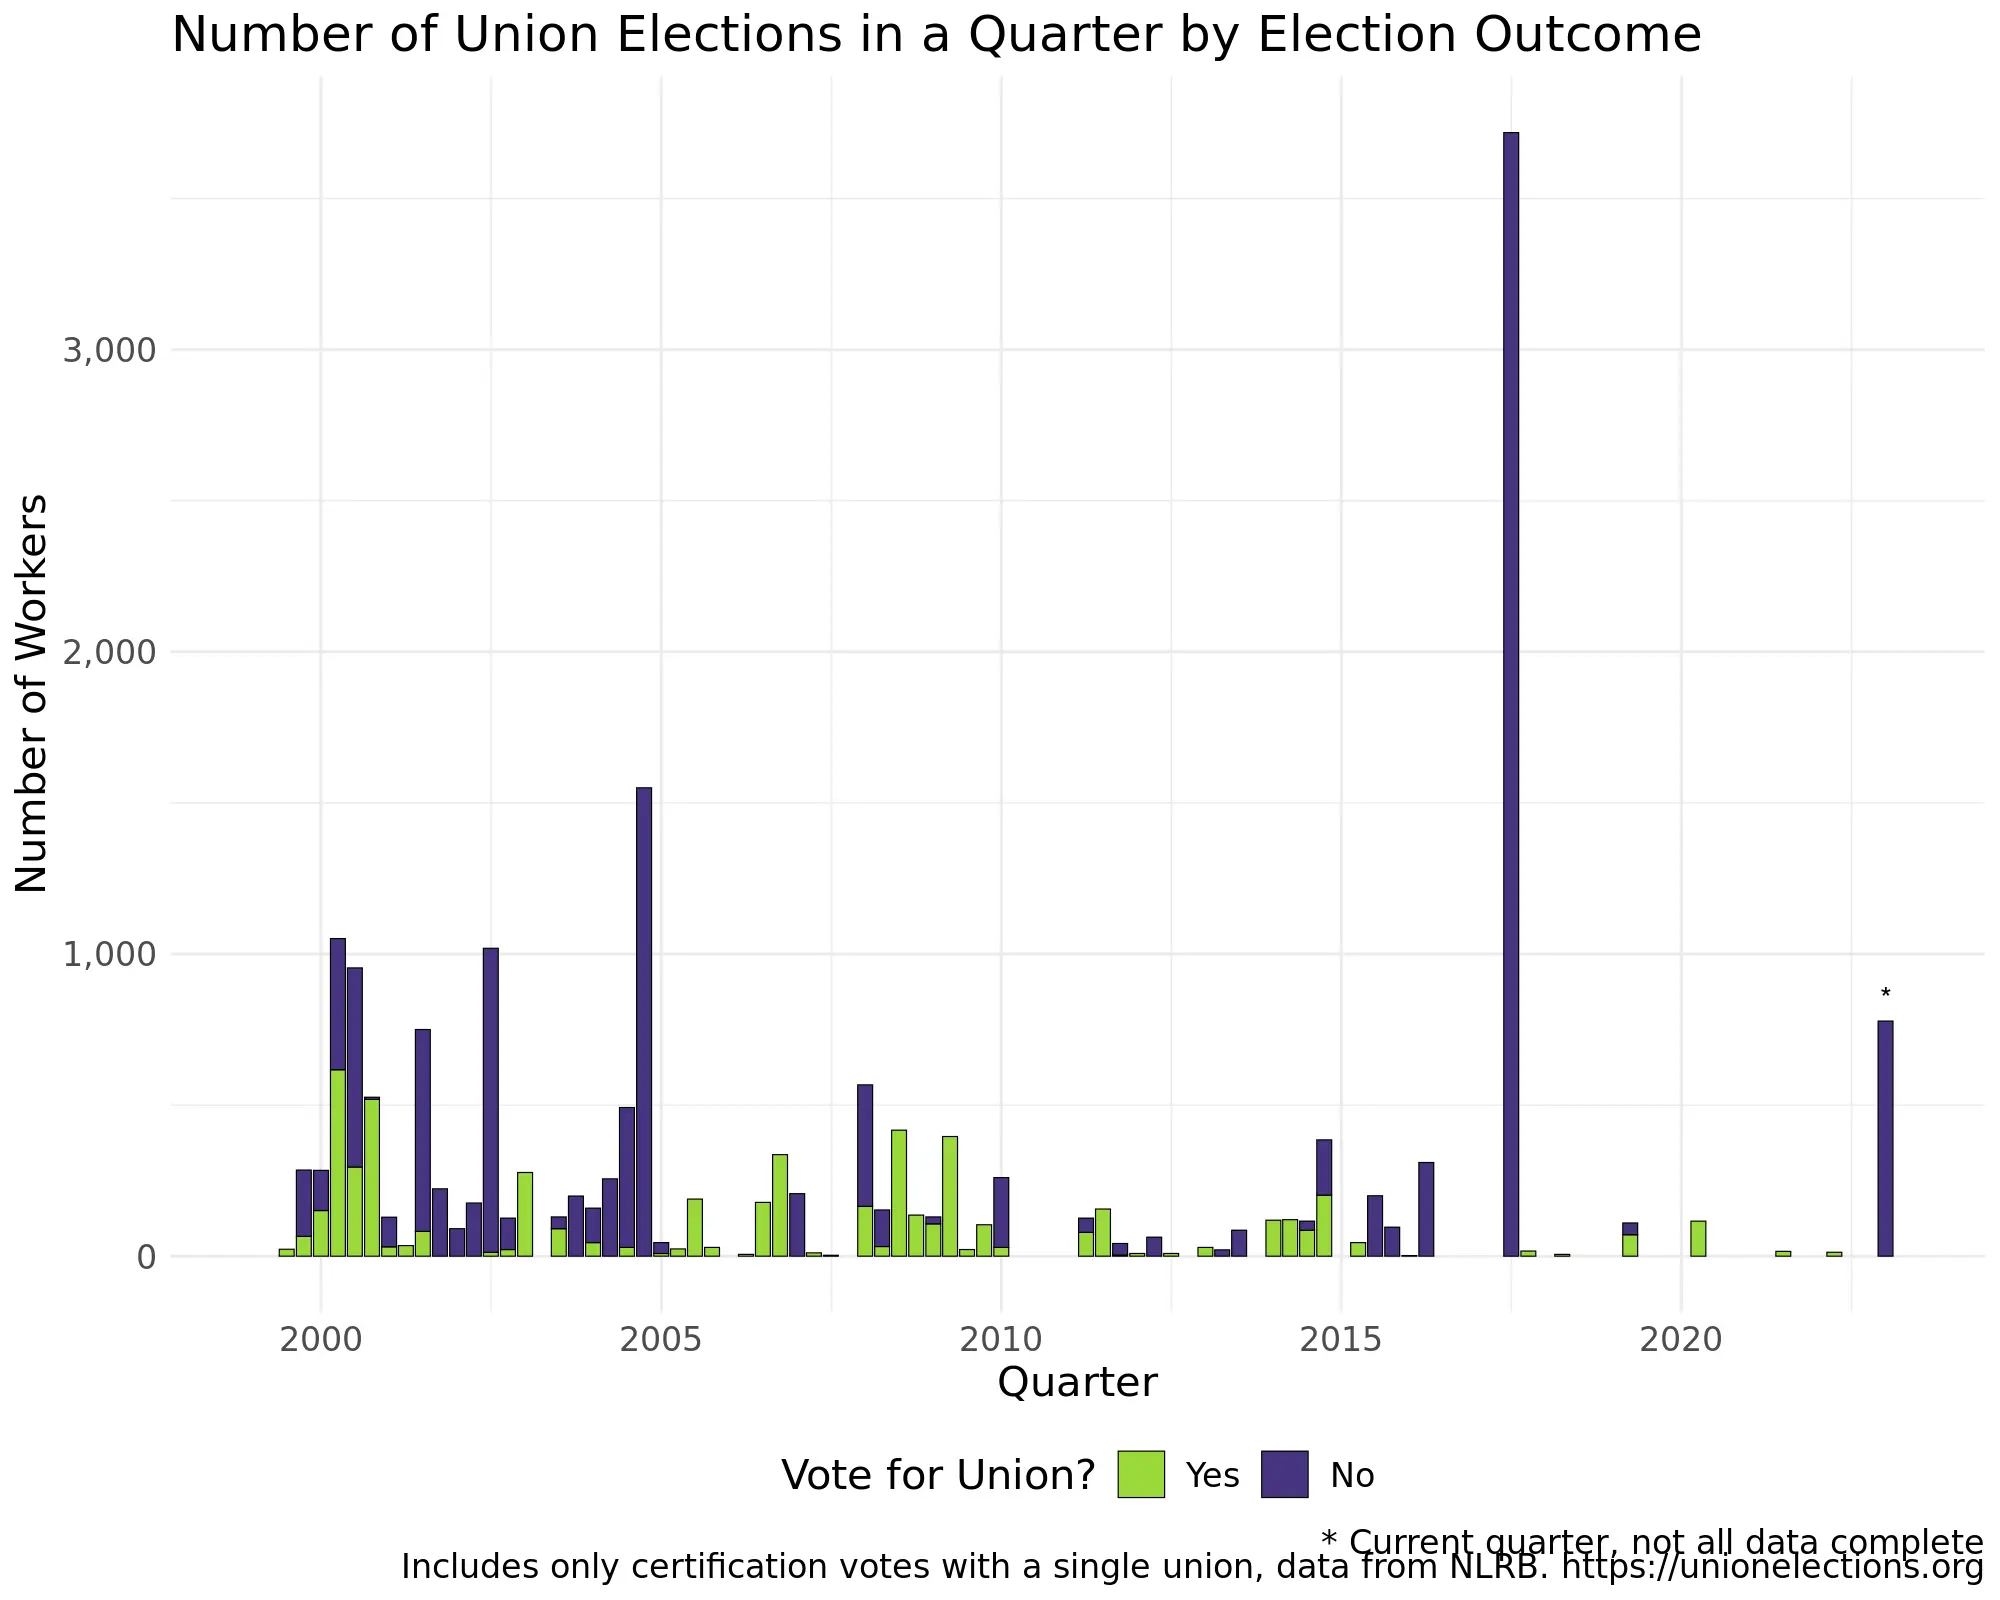 Number of Union Elections in a Quarter by Election Outcome
Number of Workers
3,000
2,000
1,000
0
*
2000 2005 2010 2015 2020
Quarter
Vote for Union? Yes No
* Current quarter, not all data complete
Includes only certification votes with a single union, data from NLRB. https://unionelections.org